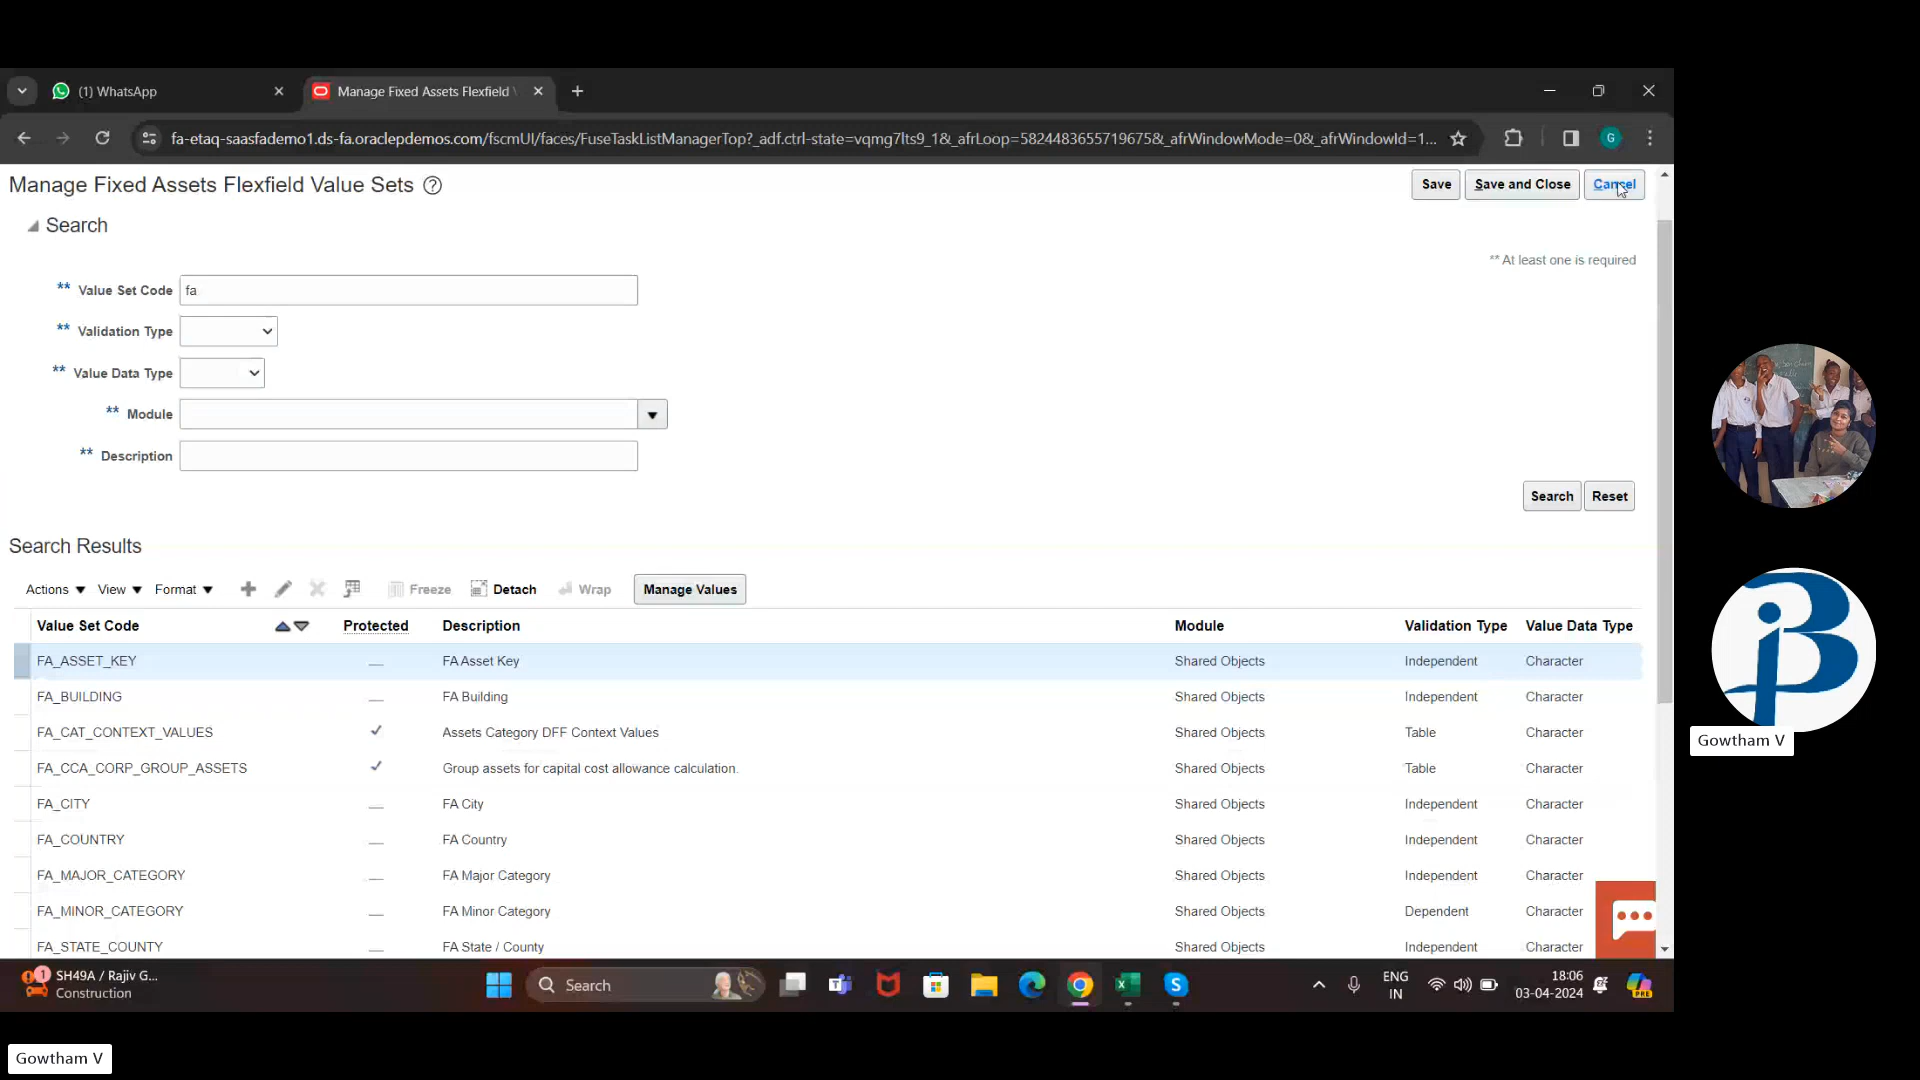 (1) WhatsApp
Manage Fixed Assets Flexfield V
fa-etaq-saasfademo1.ds-fa.oraclepdemos.com/fscmUI/faces/FuseTaskListManagerTop?_adf.ctrl-state=vqmg7lts9_1&_afrLoop=5824483655719675&_afrWindowMode=0&_afrWindowId=1...
G
Manage Fixed Assets Flexfield Value Sets ?
Save
Save and Close
Cancel
Search
** At least one is required
** Value Set Code fa
** Validation Type
** Value Data Type
** Module
** Description
Search
Reset
Search Results
Actions View Format Freeze Detach Wrap Manage Values
Value Set Code Protected Description Module Validation Type Value Data Type
FA_ASSET_KEY FA Asset Key Shared Objects Independent Character
FA_BUILDING FA Building Shared Objects Independent Character
FA_CAT_CONTEXT_VALUES Assets Category DFF Context Values Shared Objects Table Character
FA_CCA_CORP_GROUP_ASSETS Group assets for capital cost allowance calculation. Shared Objects Table Character
FA_CITY FA City Shared Objects Independent Character
FA_COUNTRY FA Country Shared Objects Independent Character
FA_MAJOR_CATEGORY FA Major Category Shared Objects Independent Character
FA_MINOR_CATEGORY FA Minor Category Shared Objects Dependent Character
FA_STATE_COUNTY FA State / County Shared Objects Independent Character
Gowtham V
1
SH49A / Rajiv G...
Construction
Search
ENG
IN
18:06
03-04-2024
PRE
Gowtham V